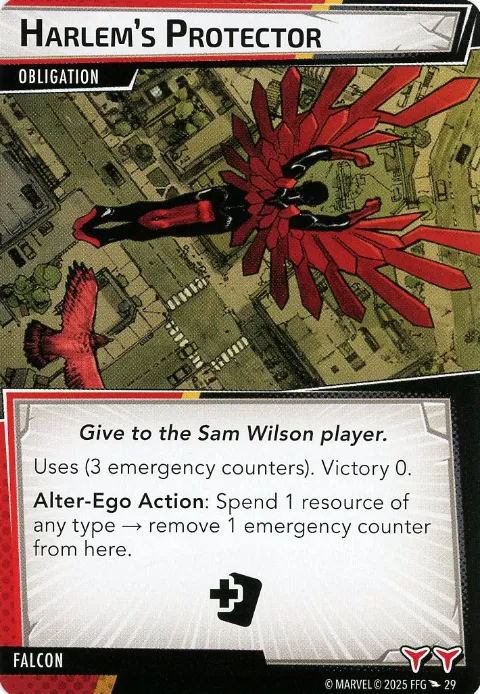 HARLEM'S PROTECTOR
OBLIGATION
Give to the Sam Wilson player.
Uses (3 emergency counters). Victory 0.
Alter-Ego Action: Spend 1 resource of
any type → remove 1 emergency counter
from here.
FALCON
© MARVEL © 2025 FFG 29